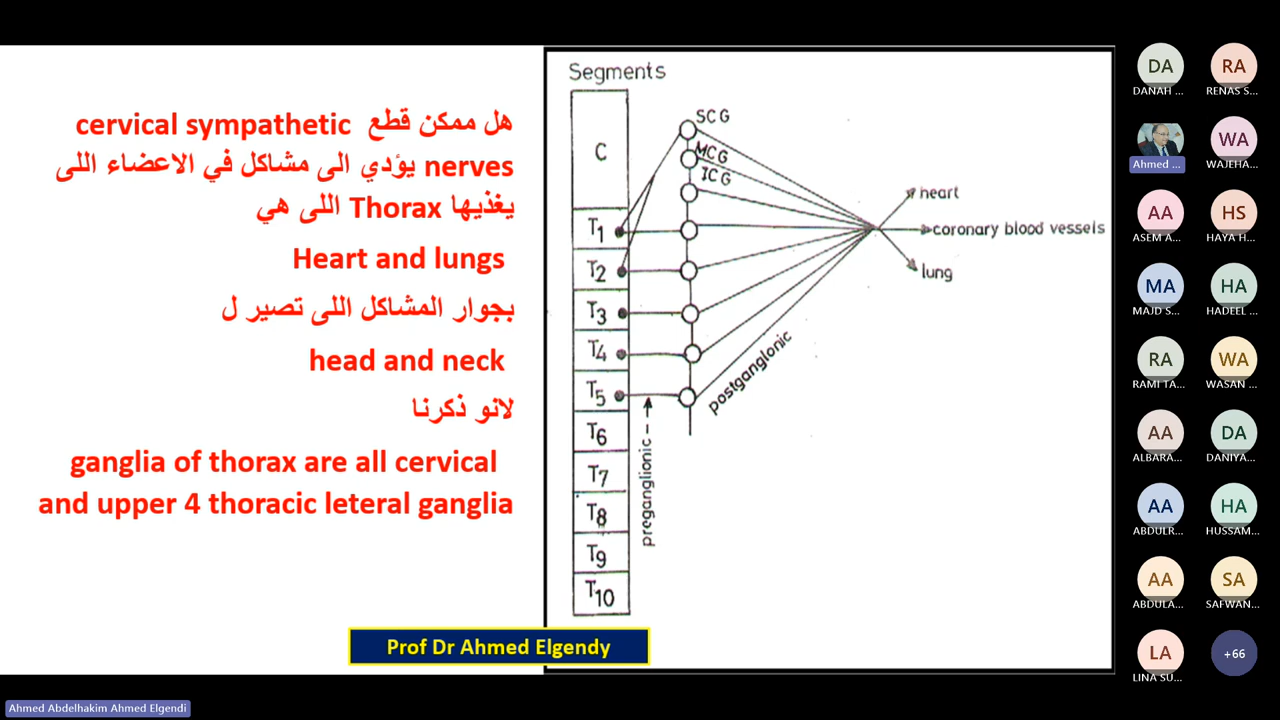 هل ممكن قطع cervical sympathetic
nerves يؤدي الى مشاكل في الاعضاء اللى
يغذيها Thorax اللى هي
Heart and lungs
بجوار المشاكل اللى تصير ل
head and neck
لانو ذكرنا
ganglia of thorax are all cervical
and upper 4 thoracic leteral ganglia
Segments
C
T1
T2
T3
T4
T5
T6
T7
T8
T9
T10
SCG
MCG
ICG
preganglionic
postganglonic
heart
coronary blood vessels
lung
Prof Dr Ahmed Elgendy
DA
DANAH ...
RA
RENAS S...
Ahmed ...
WA
WAJEHA...
AA
ASEM A...
HS
HAYA H...
MA
MAJD S...
HA
HADEEL ...
RA
RAMI TA...
WA
WASAN ...
AA
ALBARA...
DA
DANIYA...
AA
ABDULR...
HA
HUSSAM...
AA
ABDULA...
SA
SAFWAN...
LA
LINA SU...
+66
Ahmed Abdelhakim Ahmed Elgendi